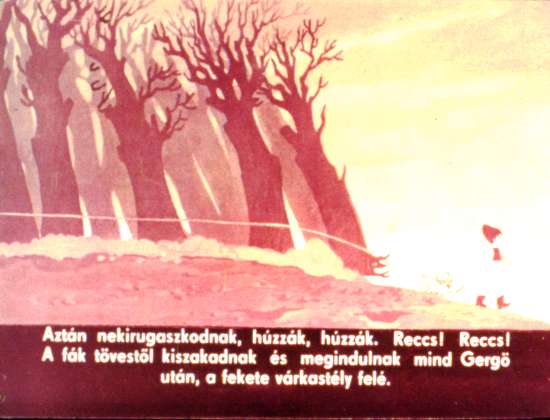 Aztán nekirugaszkodnak, húzzák, húzzák. Reccs! Reccs!
A fák tövestől kiszakadnak és megindulnak mind Gergö
után, a fekete várkastély felé.